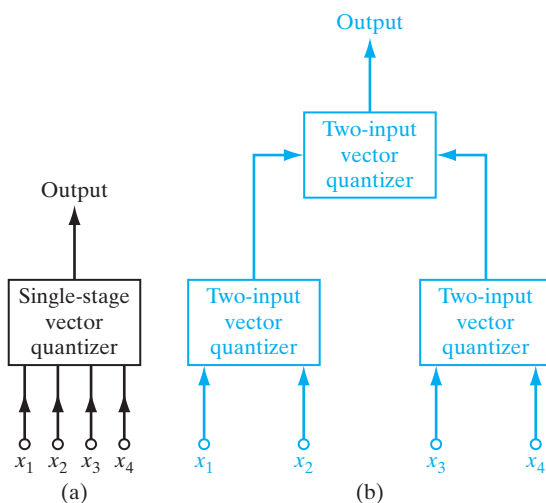 Output
Two-input
vector
quantizer
Output
Single-stage
vector
quantizer
Two-input
vector
quantizer
Two-input
vector
quantizer
x1 x2 x3 x4
x1 x2 x3 x4
(a) (b)